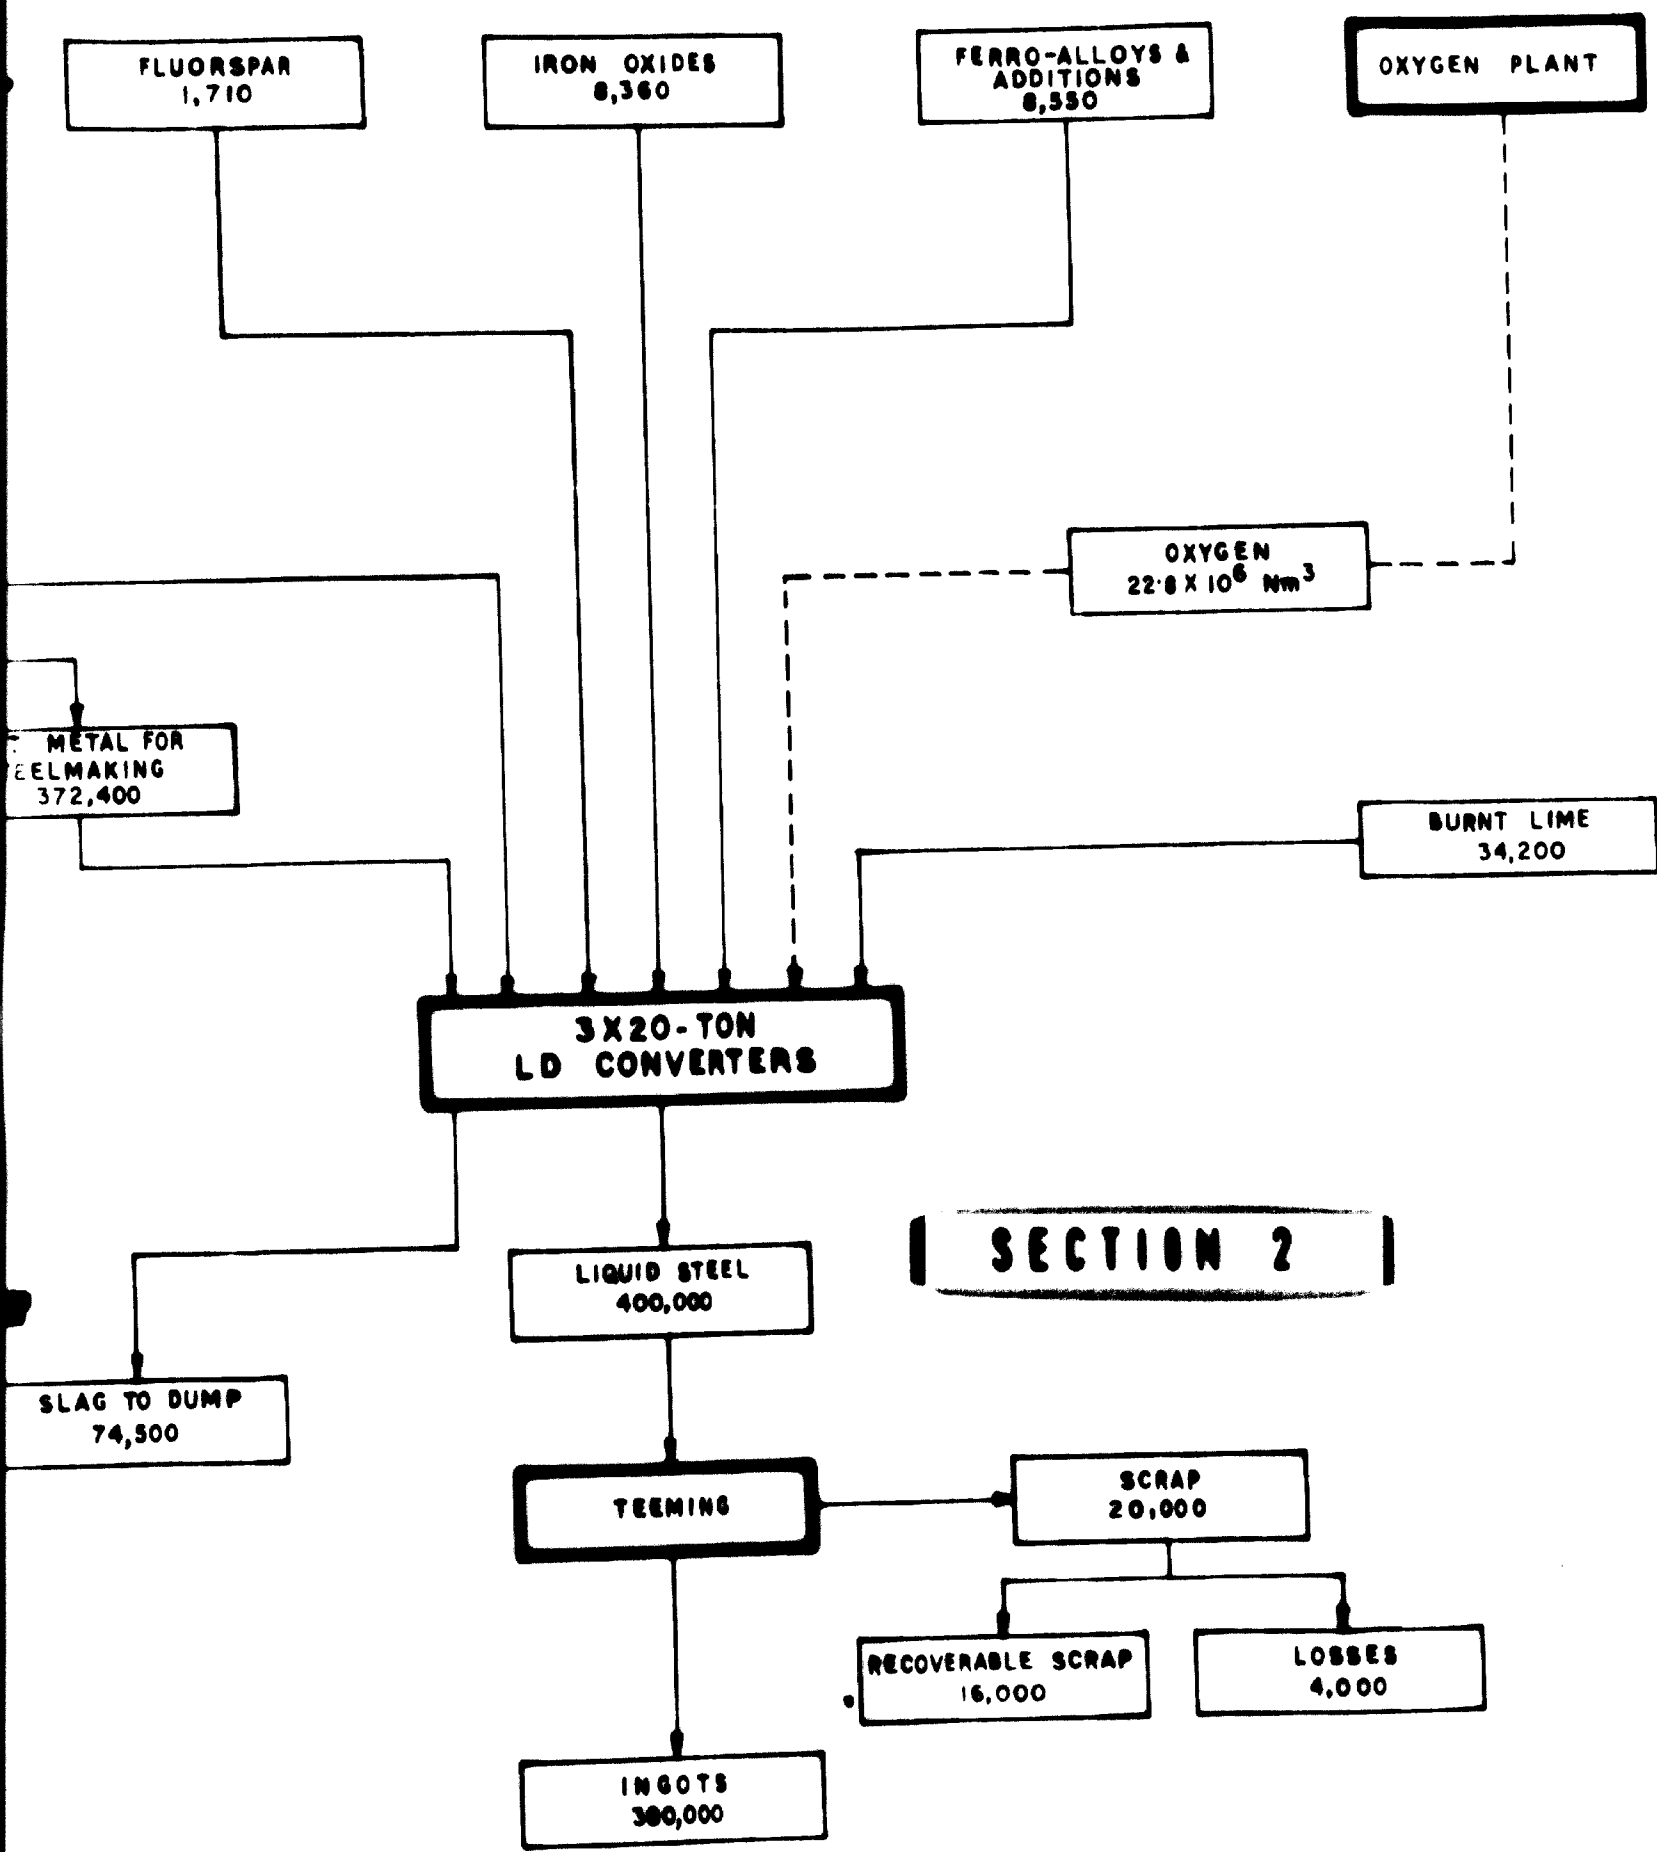 FLUORSPAR
1,710
IRON OXIDES
8,360
FERRO-ALLOYS &
ADDITIONS
8,550
OXYGEN PLANT
OXYGEN
22.8 X 10⁶ Nm³
METAL FOR
EELMAKING
372,400
BURNT LIME
34,200
3 X 20-TON
LD CONVERTERS
SECTION 2
LIQUID STEEL
400,000
SLAG TO DUMP
74,500
TEEMING
SCRAP
20,000
RECOVERABLE SCRAP
16,000
LOSSES
4,000
INGOTS
380,000